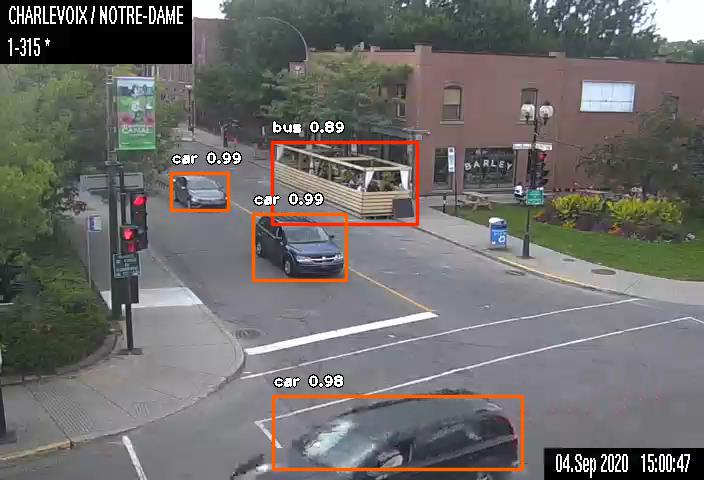 CHARLEVOIX / NOTRE-DAME
1-315 *
bus 0.89
car 0.99
car 0.99
CANAL
BARLEY
car 0.98
04.Sep 2020 15:00:47